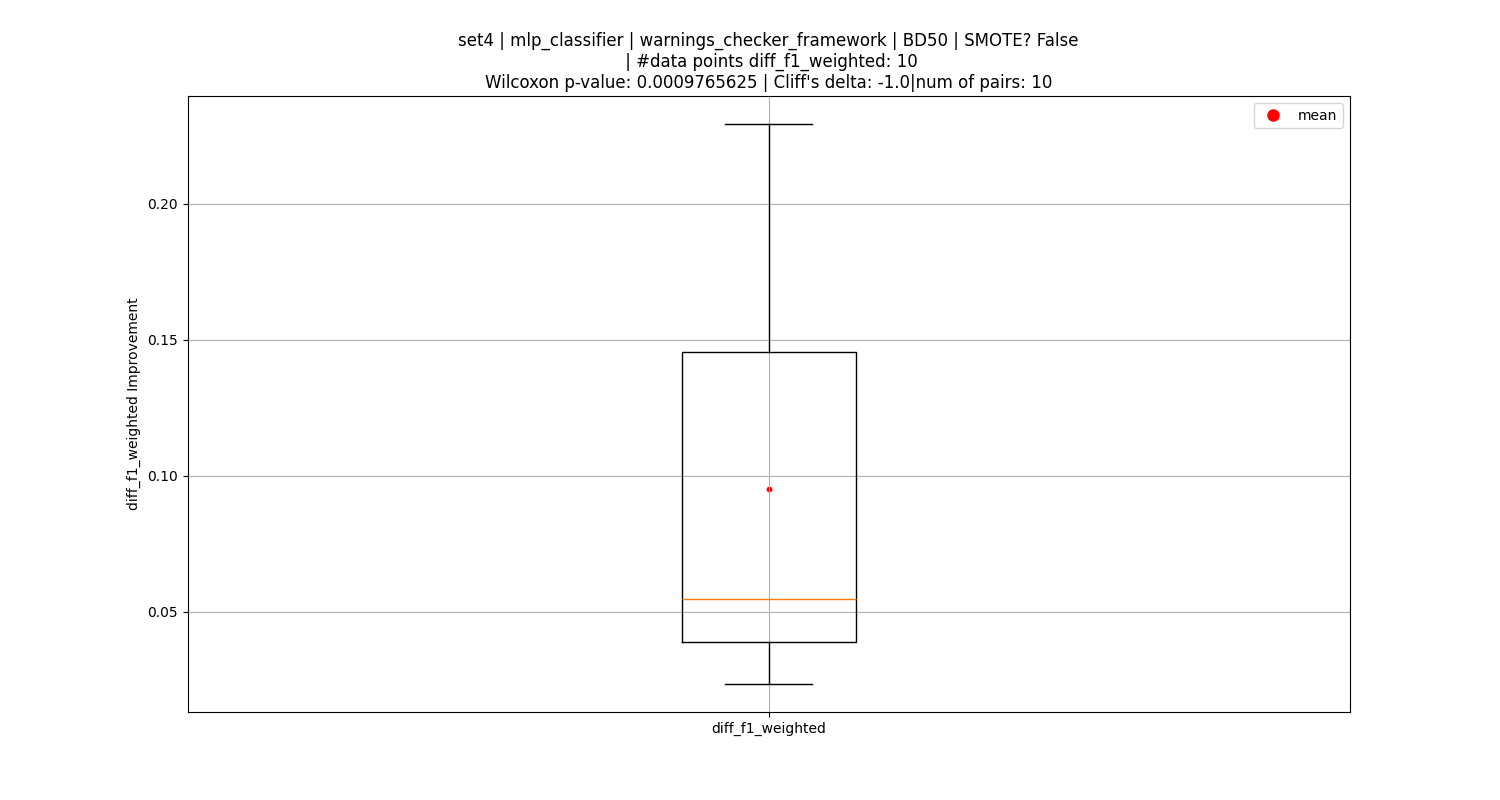 set4 | mlp_classifier | warnings_checker_framework | BD50 | SMOTE? False
| #data points diff_f1_weighted: 10
Wilcoxon p-value: 0.0009765625 | Cliff's delta: -1.0|num of pairs: 10
mean
0.20
0.15
0.10
0.05
diff_f1_weighted Improvement
diff_f1_weighted